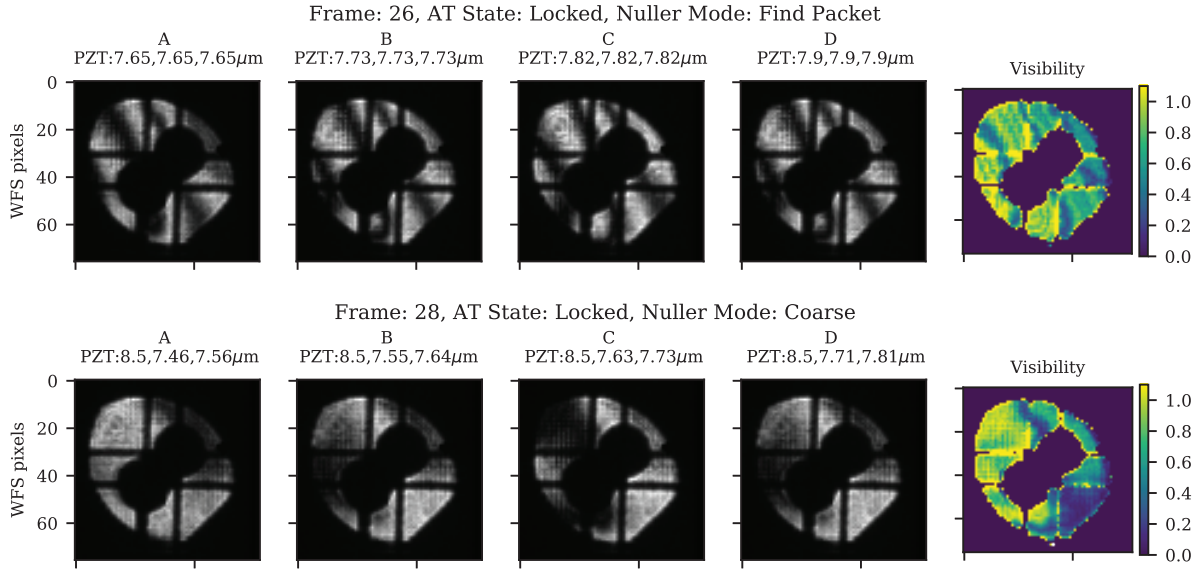 Frame: 26, AT State: Locked, Nuller Mode: Find Packet
A
PZT:7.65,7.65,7.65μm
B
PZT:7.73,7.73,7.73μm
C
PZT:7.82,7.82,7.82μm
D
PZT:7.9,7.9,7.9μm
Visibility
WFS pixels
0
20
40
60
1.0
0.8
0.6
0.4
0.2
0.0
Frame: 28, AT State: Locked, Nuller Mode: Coarse
A
PZT:8.5,7.46,7.56μm
B
PZT:8.5,7.55,7.64μm
C
PZT:8.5,7.63,7.73μm
D
PZT:8.5,7.71,7.81μm
Visibility
WFS pixels
0
20
40
60
1.0
0.8
0.6
0.4
0.2
0.0